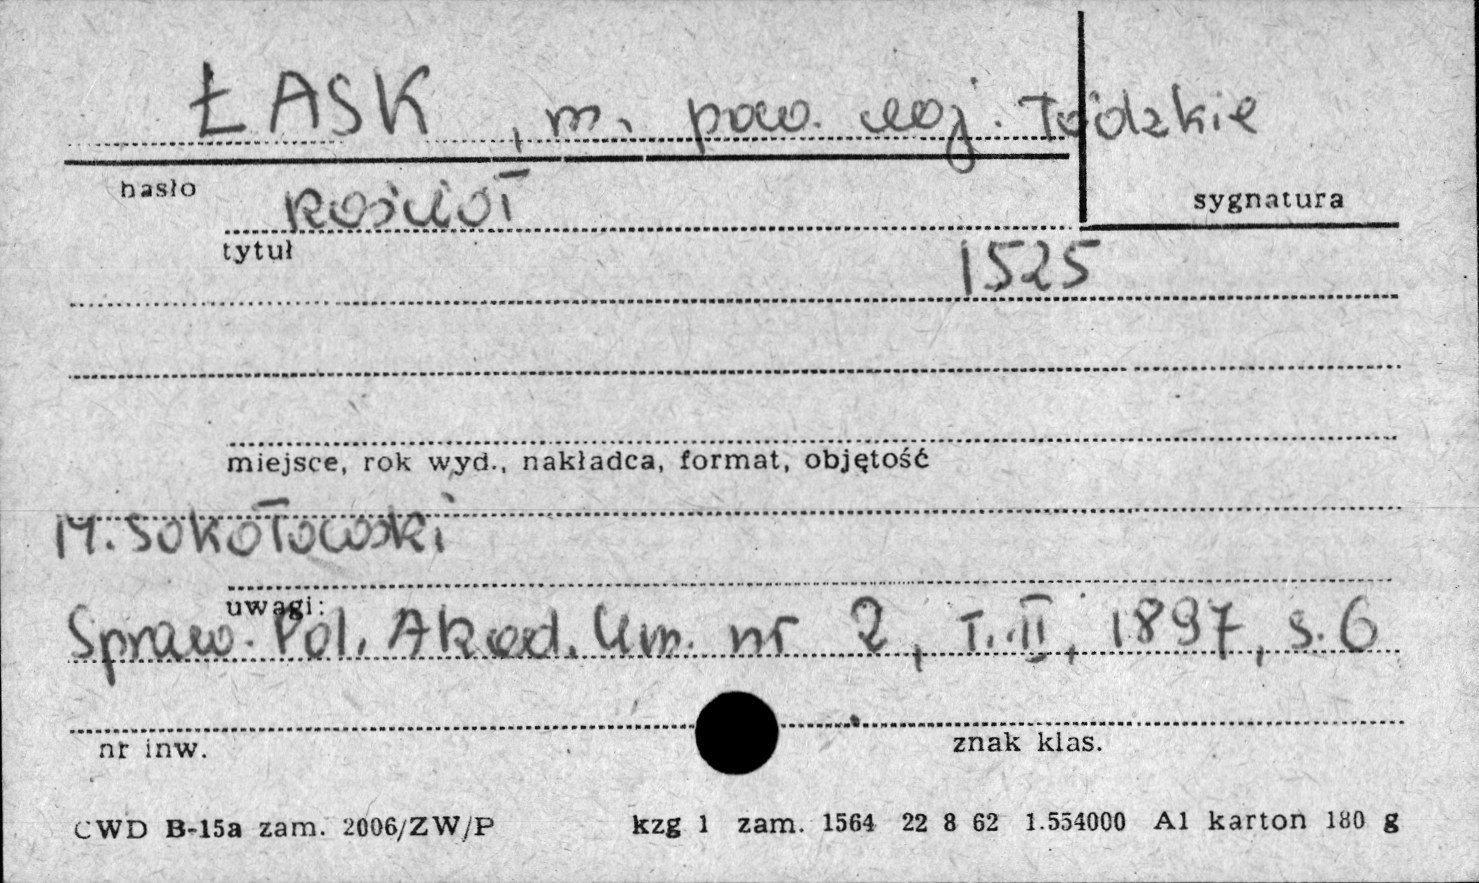 ŁASK, m. pow. woj. łódzkie
hasło
sygnatura
kościół
tytuł
1525
miejsce, rok wyd., nakładca, format, objętość
M. Sokołowski
uwagi:
Spraw. Pol. Akad. Um. nr 2, T. II, 1897, s. 6
nr inw.
znak klas.
CWD B-15a zam. 2006/ZW/P
kzg 1 zam. 1564 22 8 62 1.554000 A1 karton 180 g